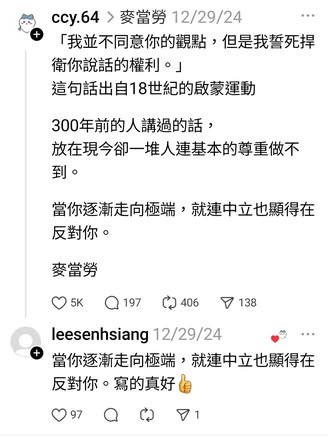 ccy.64 > 麥當勞 12/29/24
「我並不同意你的觀點，但是我誓死捍
衛你說話的權利。」
這句話出自18世紀的啟蒙運動
300年前的人講過的話，
放在現今卻一堆人連基本的尊重做不
到。
當你逐漸走向極端，就連中立也顯得在
反對你。
麥當勞
5K 197 406 138
leesenhsiang 12/29/24
當你逐漸走向極端，就連中立也顯得在
反對你。寫的真好👍
97 1